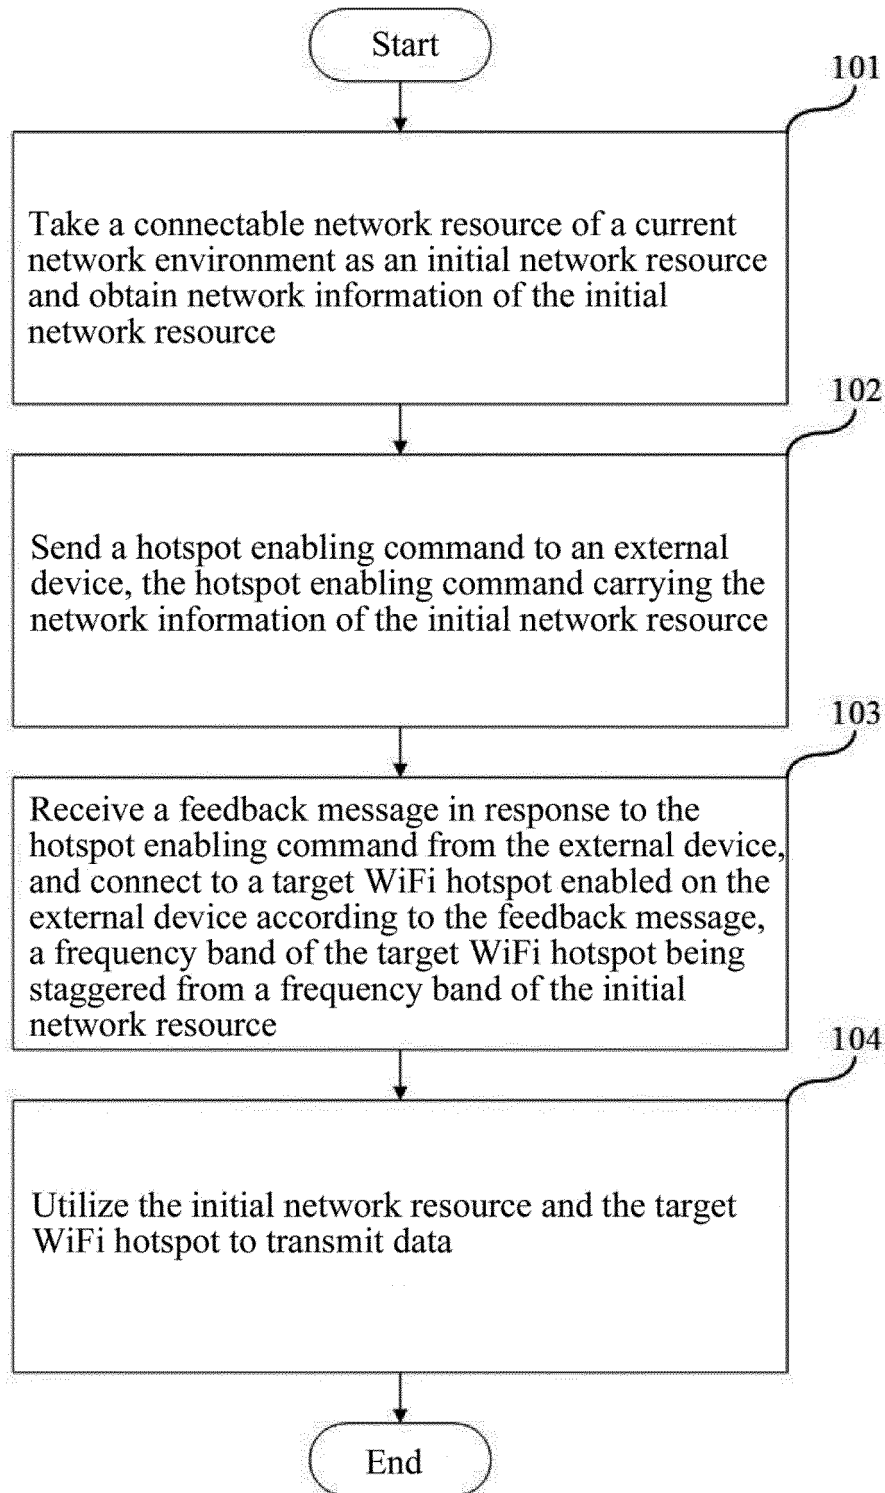 Start
101
Take a connectable network resource of a current
network environment as an initial network resource
and obtain network information of the initial
network resource
102
Send a hotspot enabling command to an external
device, the hotspot enabling command carrying the
network information of the initial network resource
103
Receive a feedback message in response to the
hotspot enabling command from the external device,
and connect to a target WiFi hotspot enabled on the
external device according to the feedback message,
a frequency band of the target WiFi hotspot being
staggered from a frequency band of the initial
network resource
104
Utilize the initial network resource and the target
WiFi hotspot to transmit data
End